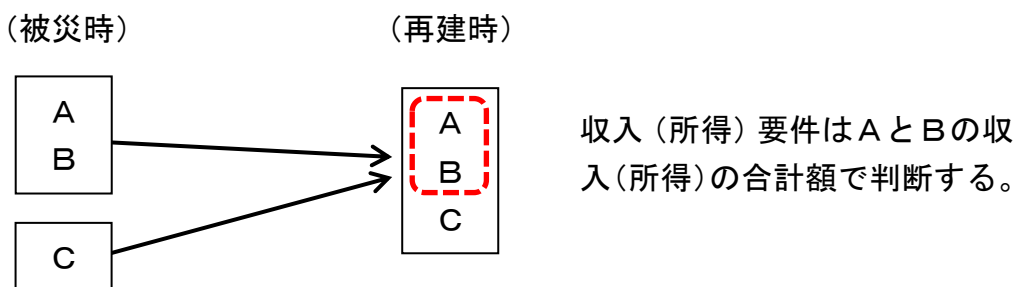 （被災時）
（再建時）
Ａ
Ｂ
Ｃ
Ａ
Ｂ
Ｃ
収入（所得）要件はＡとＢの収
入（所得）の合計額で判断する。